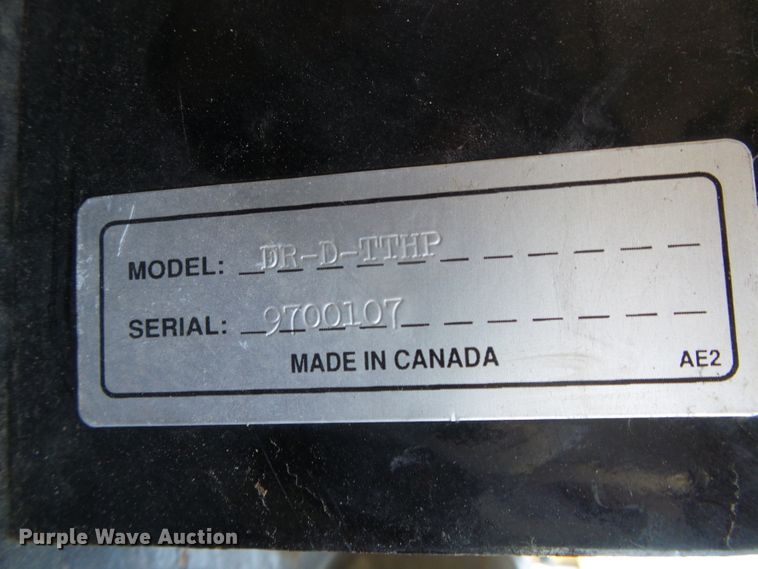 MODEL: DR-D-TTHP
SERIAL: 9700107
MADE IN CANADA
AE2
Purple Wave Auction